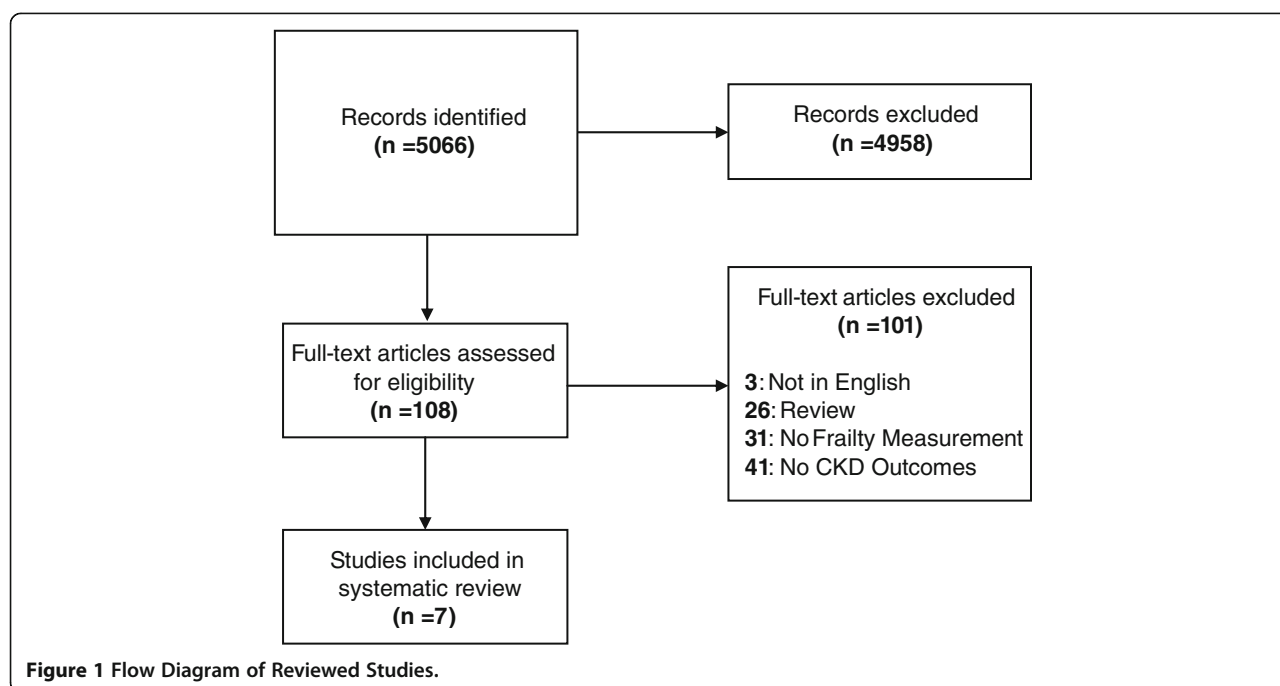 Records identified
(n =5066)
Records excluded
(n =4958)
Full-text articles assessed
for eligibility
(n =108)
Full-text articles excluded
(n =101)
3: Not in English
26: Review
31: No Frailty Measurement
41: No CKD Outcomes
Studies included in
systematic review
(n =7)
Figure 1 Flow Diagram of Reviewed Studies.